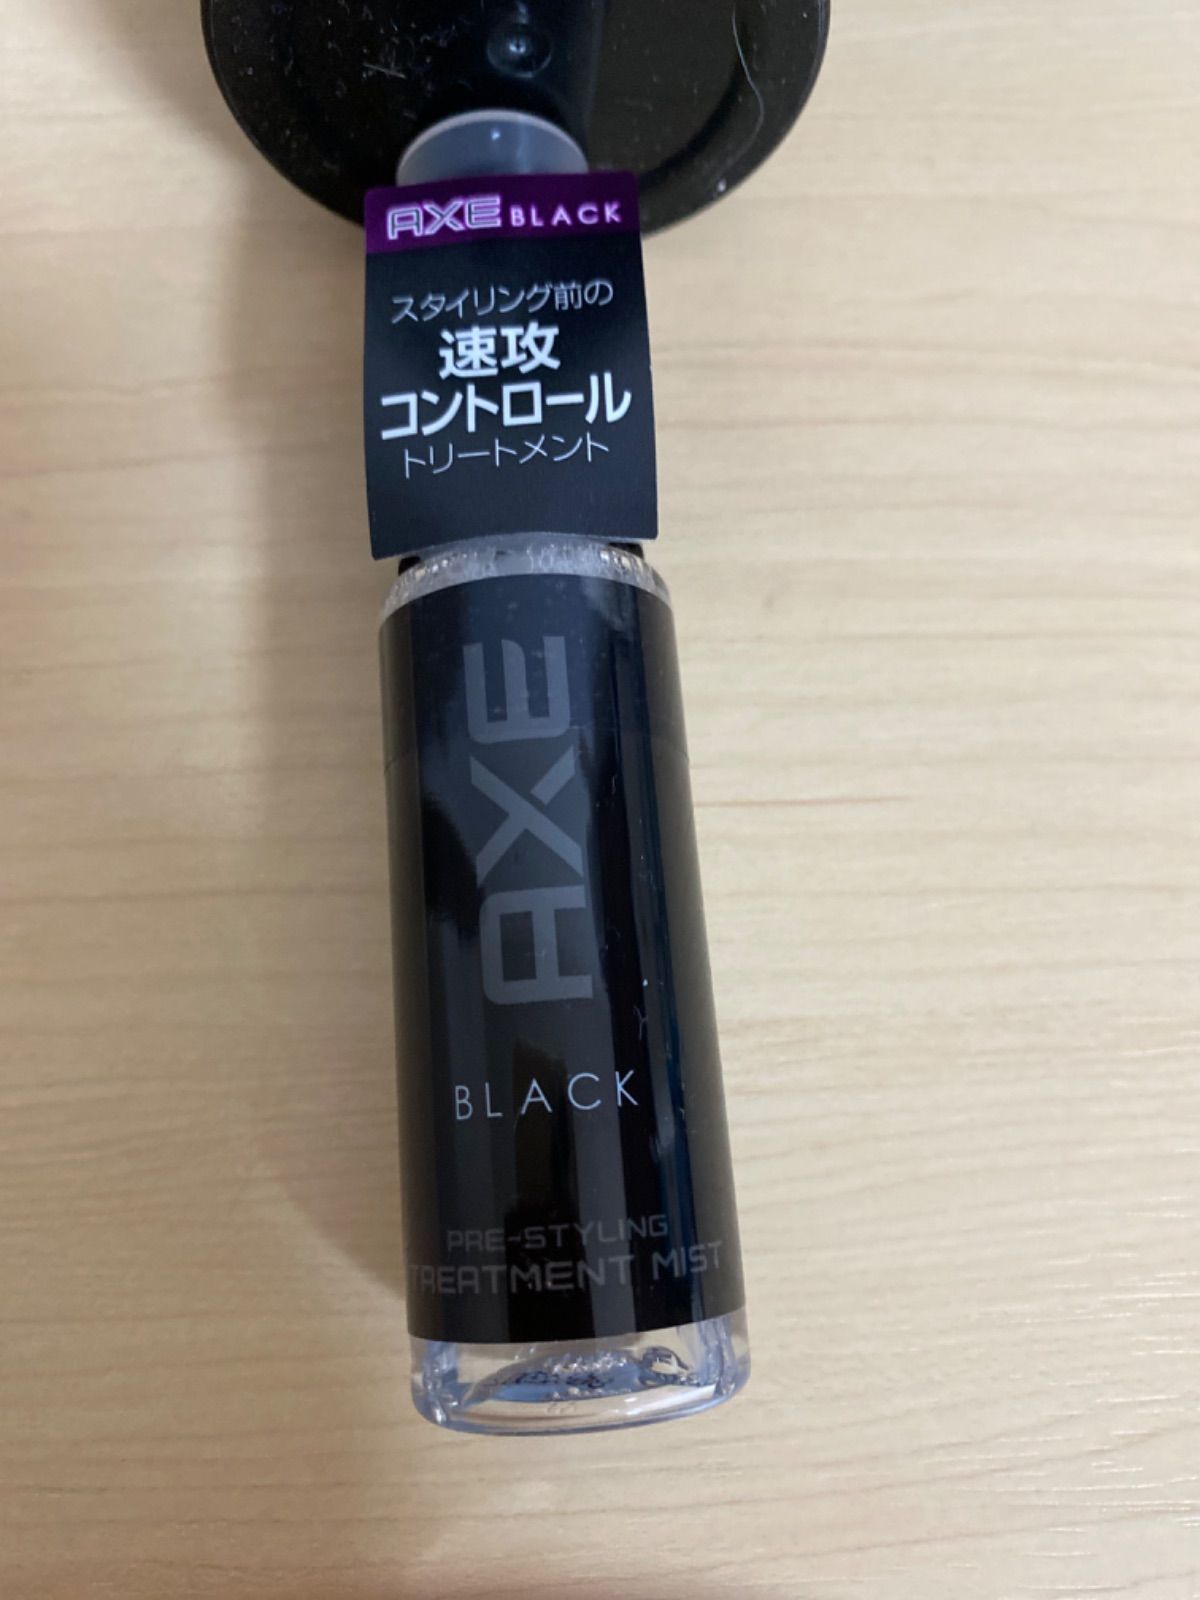 AXE BLACK
スタイリング前の
速攻
コントロール
トリートメント
AXE
BLACK
PRE-STYLING
TREATMENT MIST